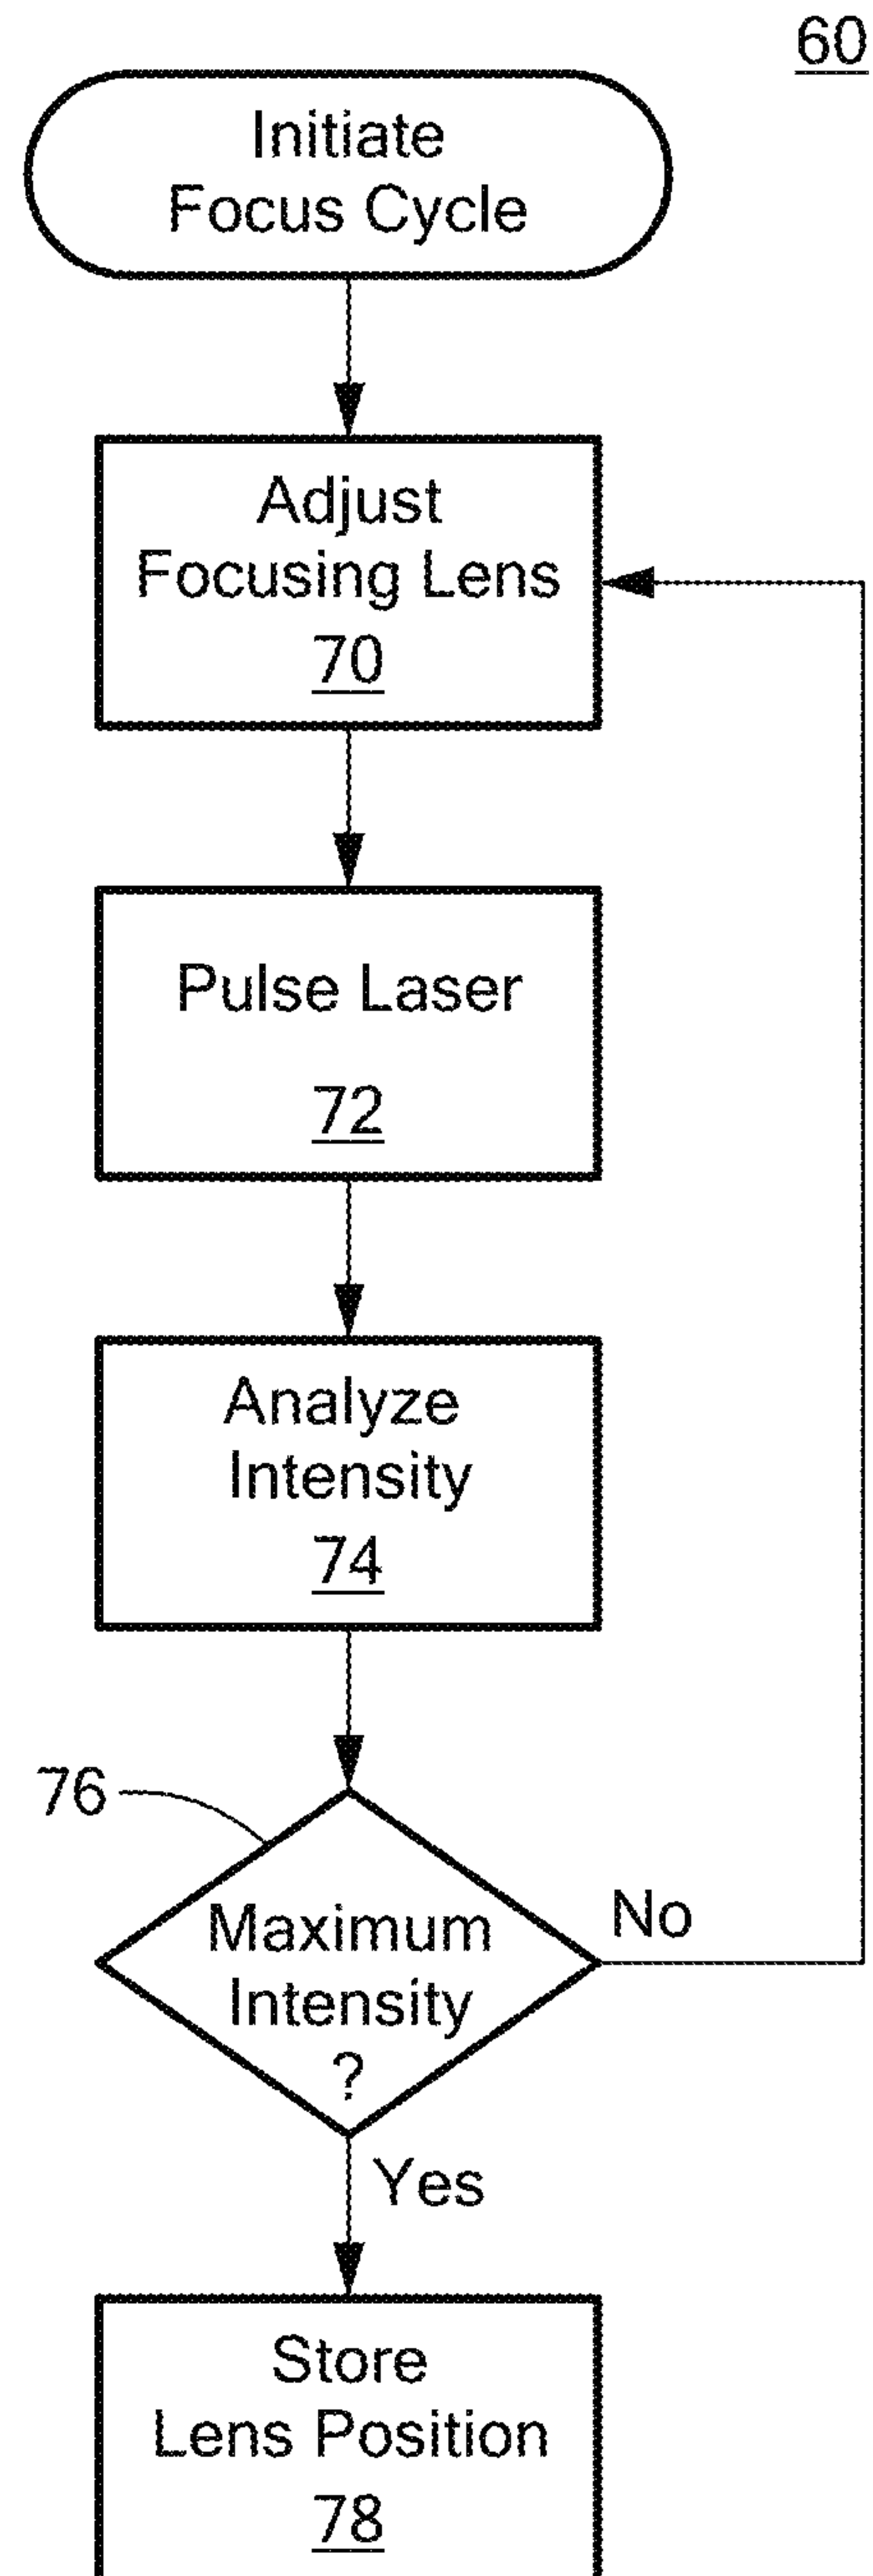 60
Initiate
Focus Cycle
Adjust
Focusing Lens
70
Pulse Laser
72
Analyze
Intensity
74
76
Maximum
Intensity
?
No
Yes
Store
Lens Position
78